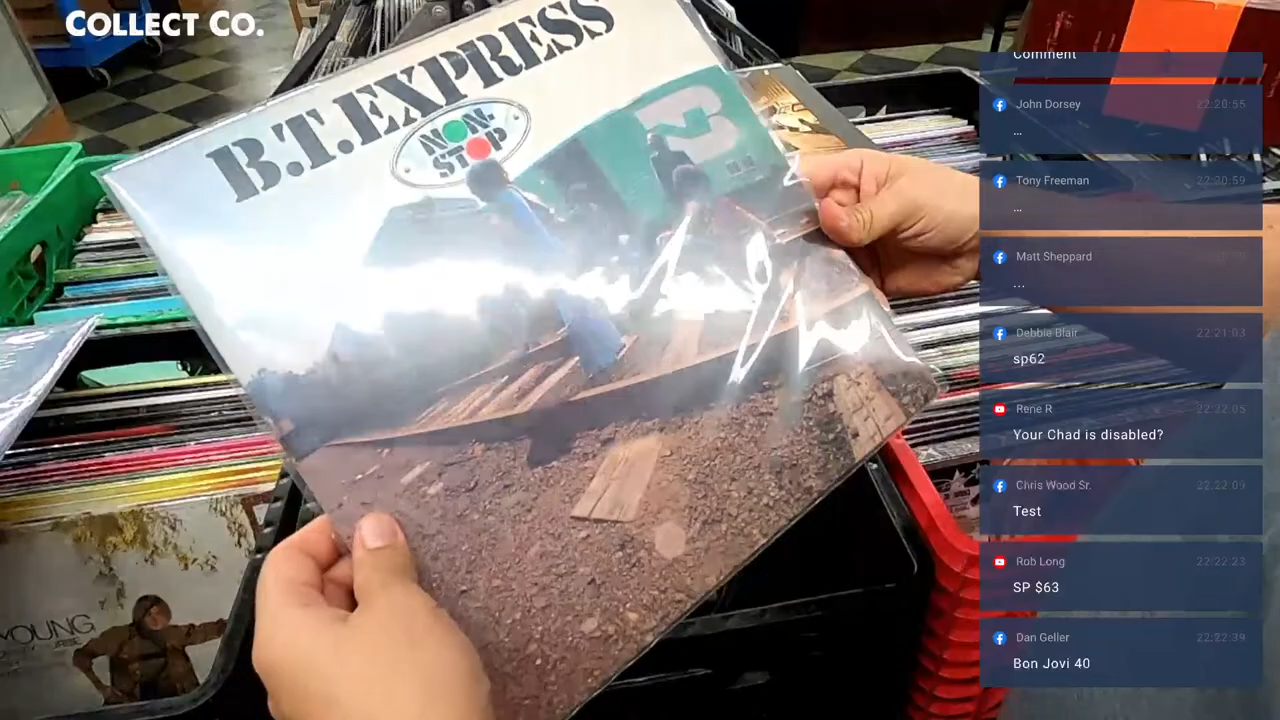 COLLECT CO.
B.T.EXPRESS
NON-
STOP
YOUNG
Comment
John Dorsey 22:20:55
...
Tony Freeman 22:20:59
...
Matt Sheppard
...
Debbie Blair 22:21:03
sp62
Rene R 22:22:05
Your Chad is disabled?
Chris Wood Sr. 22:22:09
Test
Rob Long 22:22:23
SP $63
Dan Geller 22:22:39
Bon Jovi 40